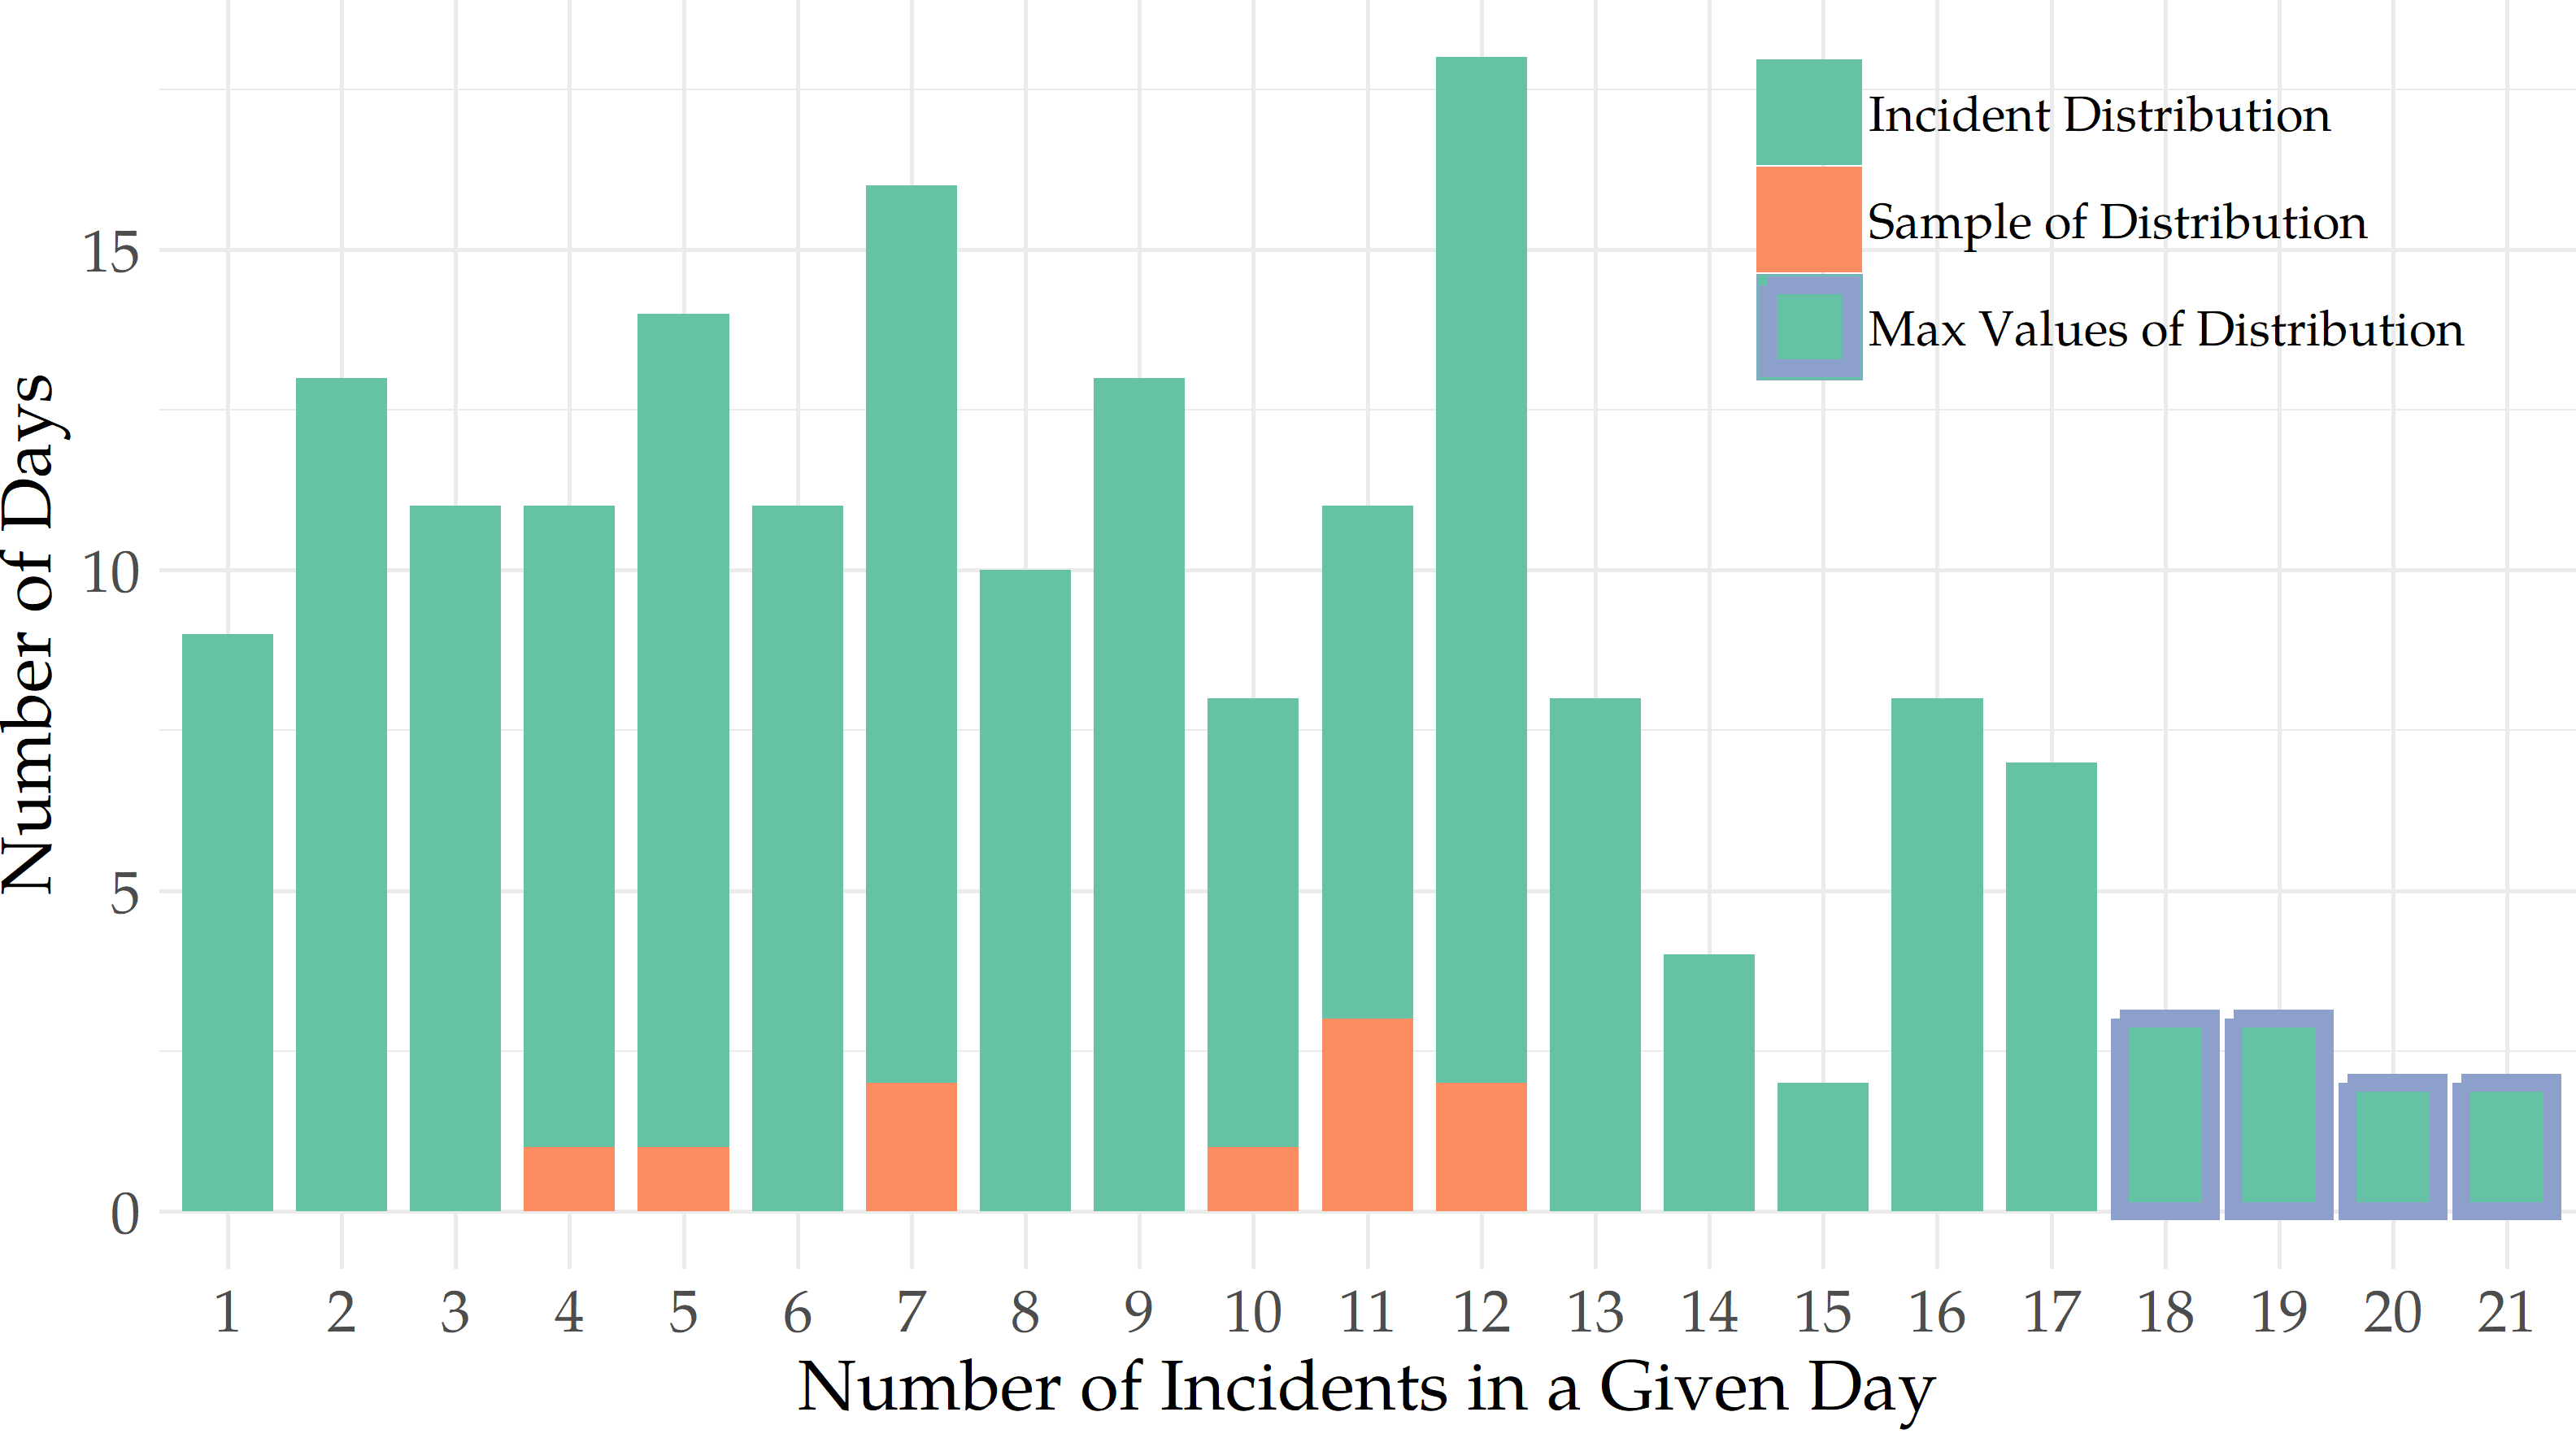 Incident Distribution
Sample of Distribution
Max Values of Distribution
Number of Days
15
10
5
0
1 2 3 4 5 6 7 8 9 10 11 12 13 14 15 16 17 18 19 20 21
Number of Incidents in a Given Day